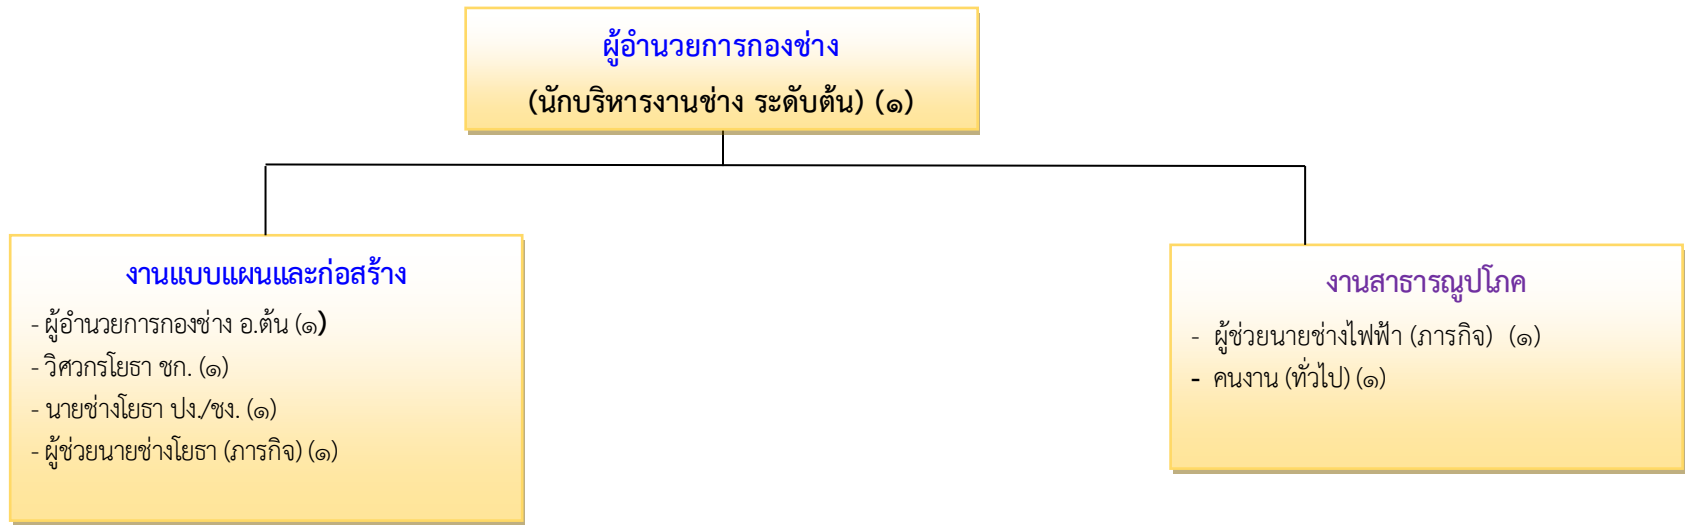 ผู้อำนวยการกองช่าง
(นักบริหารงานช่าง ระดับต้น) (๑)
งานแบบแผนและก่อสร้าง
- ผู้อำนวยการกองช่าง อ.ต้น (๑)
- วิศวกรโยธา ชก. (๑)
- นายช่างโยธา ปง./ชง. (๑)
- ผู้ช่วยนายช่างโยธา (ภารกิจ) (๑)
งานสาธารณูปโภค
- ผู้ช่วยนายช่างไฟฟ้า (ภารกิจ) (๑)
- คนงาน (ทั่วไป) (๑)